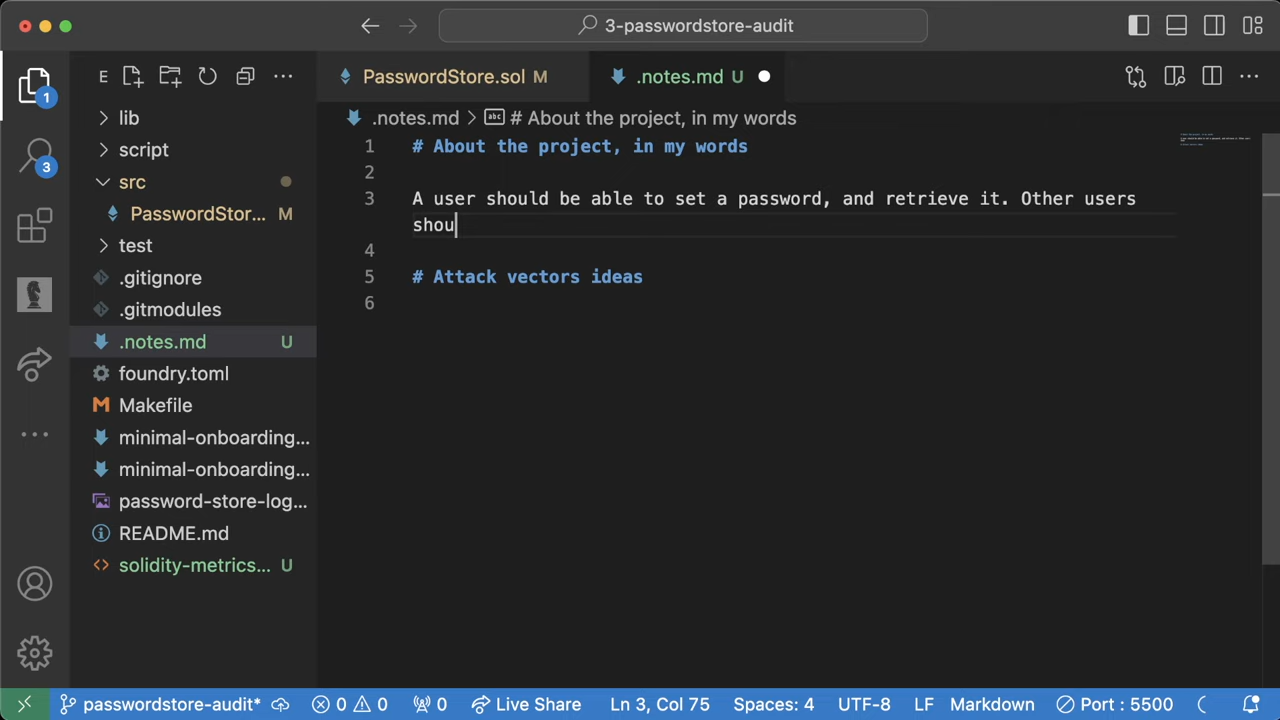 3-passwordstore-audit
E
PasswordStore.sol M
.notes.md U
.notes.md > # About the project, in my words
lib
script
src
PasswordStor... M
test
.gitignore
.gitmodules
.notes.md U
foundry.toml
Makefile
minimal-onboarding...
minimal-onboarding...
password-store-log...
README.md
solidity-metrics... U
1
3
1 # About the project, in my words
2
3 A user should be able to set a password, and retrieve it. Other users
shou
4
5 # Attack vectors ideas
6
passwordstore-audit* 0 0 0 Live Share Ln 3, Col 75 Spaces: 4 UTF-8 LF Markdown Port : 5500